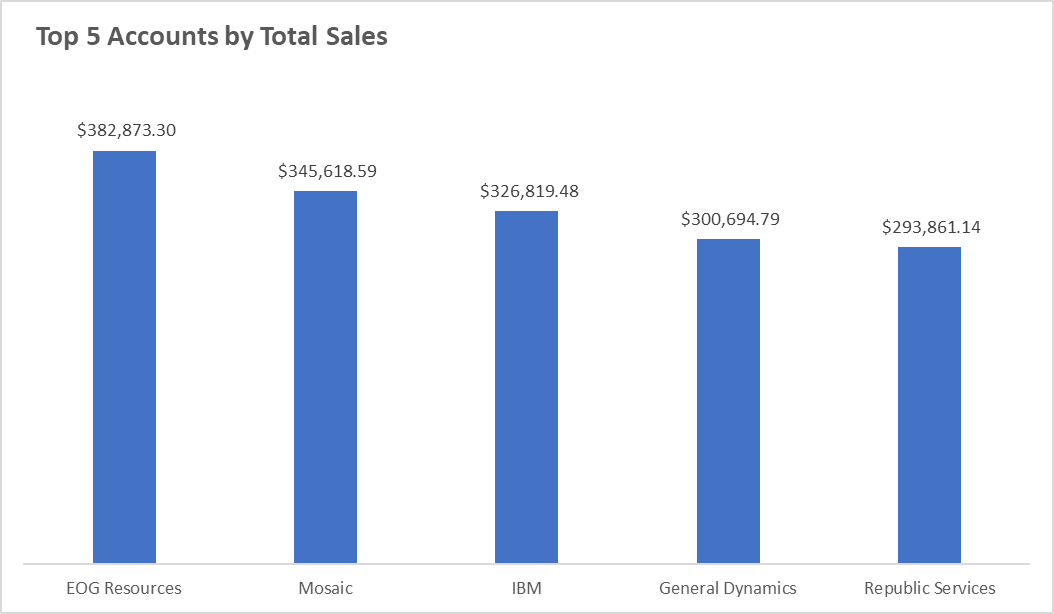 Top 5 Accounts by Total Sales
$382,873.30
$345,618.59
$326,819.48
$300,694.79
$293,861.14
EOG Resources
Mosaic
IBM
General Dynamics
Republic Services